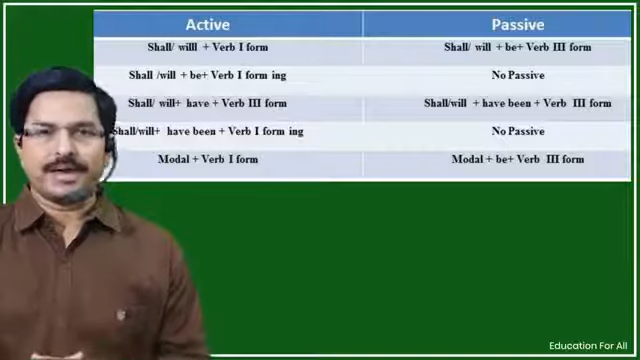 Active Passive
Shall/ willl + Verb I form Shall/ will + be+ Verb III form
Shall /will + be+ Verb I form ing No Passive
Shall/ will+ have + Verb III form Shall/will + have been + Verb III form
Shall/will+ have been + Verb I form ing No Passive
Modal + Verb I form Modal + be+ Verb III form
Education For All